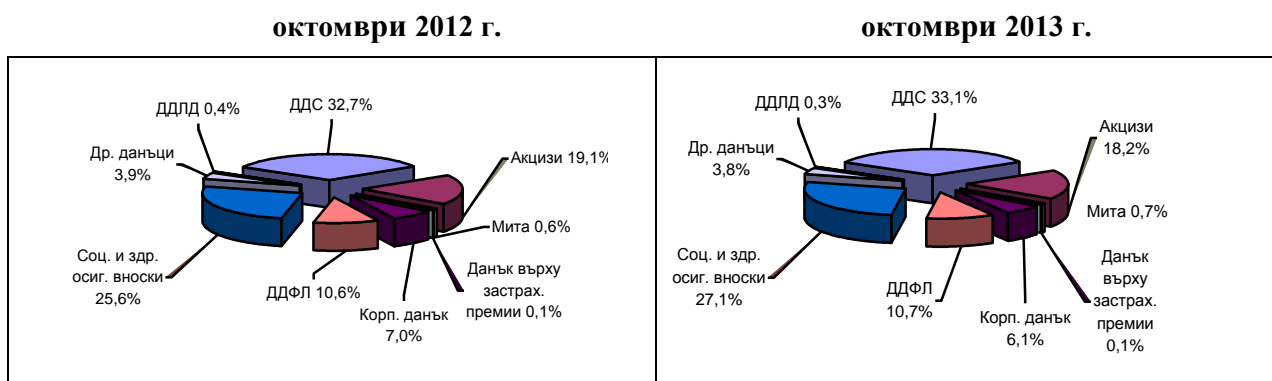 октомври 2012 г.
октомври 2013 г.
ДДЛД 0,4%
ДДС 32,7%
Др. данъци
3,9%
Акцизи 19,1%
Мита 0,6%
Соц. и здр.
осиг. вноски
25,6%
ДДФЛ 10,6%
Корп. данък
7,0%
Данък върху
застрах.
премии 0,1%
ДДЛД 0,3%
ДДС 33,1%
Др. данъци
3,8%
Акцизи
18,2%
Мита 0,7%
Соц. и здр.
осиг. вноски
27,1%
ДДФЛ
10,7%
Корп. данък
6,1%
Данък
върху
застрах.
премии
0,1%